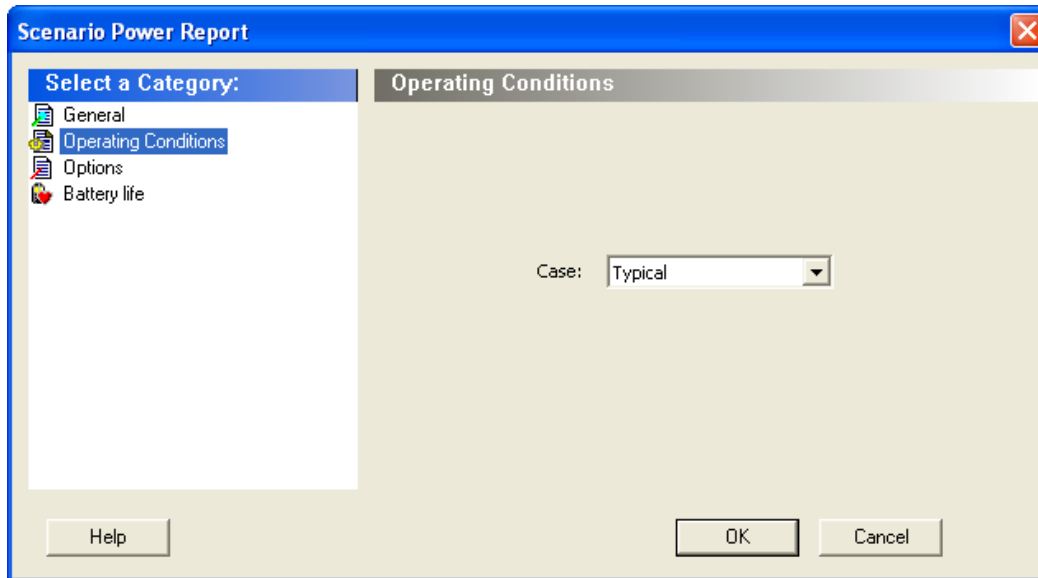 Scenario Power Report
Select a Category:
General
Operating Conditions
Options
Battery life
Operating Conditions
Case: Typical
Help
OK
Cancel